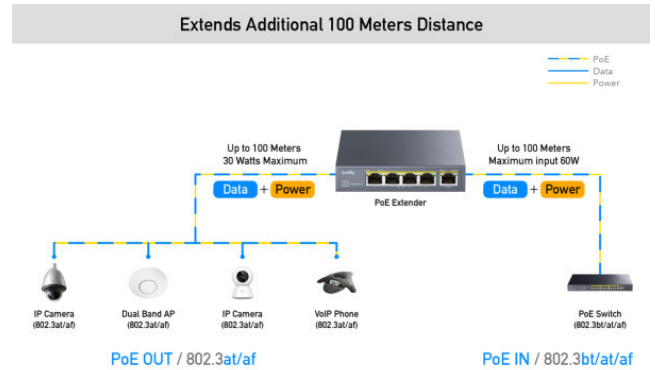 Extends Additional 100 Meters Distance
PoE
Data
Power
Up to 100 Meters
30 Watts Maximum
Data + Power
Up to 100 Meters
Maximum input 60W
Data + Power
cudy
PoE Extender
IP Camera
(802.3at/af)
Dual Band AP
(802.3at/af)
IP Camera
(802.3at/af)
VoIP Phone
(802.3at/af)
PoE Switch
(802.3bt/at/af)
PoE OUT / 802.3at/af
PoE IN / 802.3bt/at/af